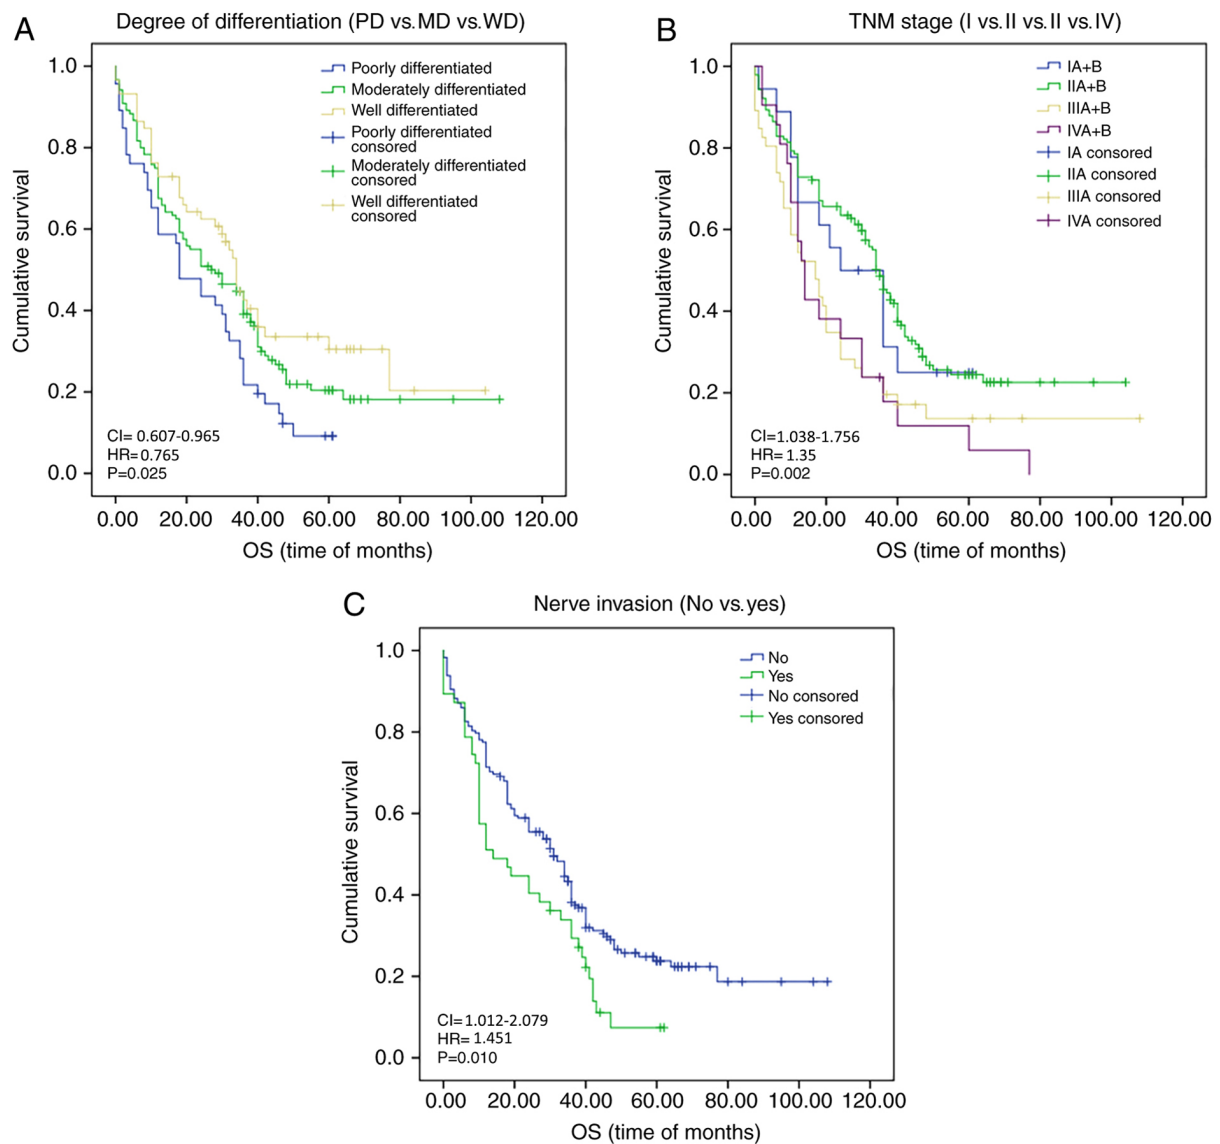 A
Degree of differentiation (PD vs.MD vs.WD)
Cumulative survival
1.0
0.8
0.6
0.4
0.2
0.0
Poorly differentiated
Moderately differentiated
Well differentiated
Poorly differentiated
consored
Moderately differentiated
consored
Well differentiated
consored
CI= 0.607-0.965
HR=0.765
P=0.025
0.00 20.00 40.00 60.00 80.00 100.00 120.00
OS (time of months)
B
TNM stage (I vs.II vs.II vs.IV)
Cumulative survival
1.0
0.8
0.6
0.4
0.2
0.0
IA+B
IIA+B
IIIA+B
IVA+B
IA consored
IIA consored
IIIA consored
IVA consored
CI=1.038-1.756
HR= 1.35
P=0.002
0.00 20.00 40.00 60.00 80.00 100.00 120.00
OS (time of months)
C
Nerve invasion (No vs.yes)
Cumulative survival
1.0
0.8
0.6
0.4
0.2
0.0
No
Yes
No consored
Yes consored
CI=1.012-2.079
HR= 1.451
P=0.010
0.00 20.00 40.00 60.00 80.00 100.00 120.00
OS (time of months)